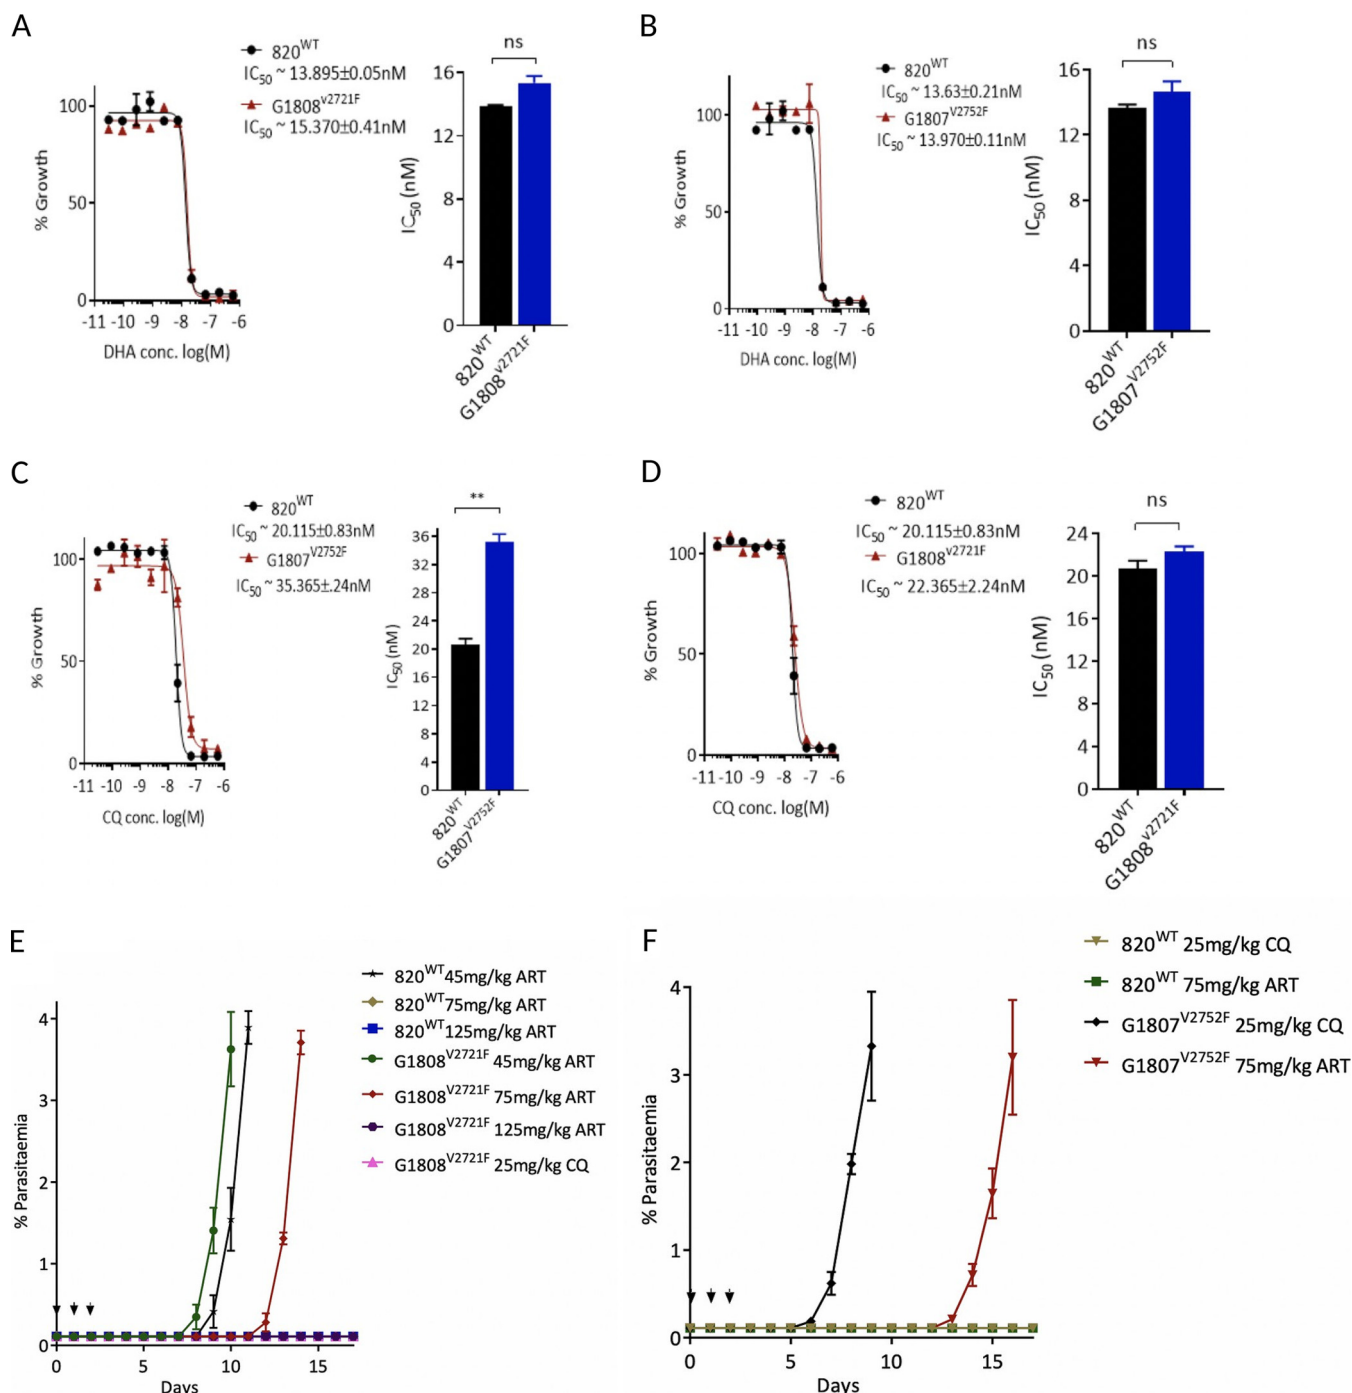 A
820WT
IC50 ~ 13.895±0.05nM
G1808v2721F
IC50 ~ 15.370±0.41nM
% Growth
100
50
0
-11 -10 -9 -8 -7 -6
DHA conc. log(M)
ns
IC50 (nM)
16
12
8
4
0
820WT
G1808v2721F
B
820WT
IC50 ~ 13.63±0.21nM
G1807V2752F
IC50 ~ 13.970±0.11nM
% Growth
100
50
0
-11 -10 -9 -8 -7 -6
DHA conc. log(M)
ns
IC50 (nM)
16
12
8
4
0
820WT
G1807V2752F
C
820WT
IC50 ~ 20.115±0.83nM
G1807V2752F
IC50 ~ 35.365±.24nM
% Growth
100
50
0
-11 -10 -9 -8 -7 -6
CQ conc. log(M)
**
IC50 (nM)
36
32
28
24
20
16
12
8
4
0
820WT
G1807V2752F
D
820WT
IC50 ~ 20.115±0.83nM
G1808v2721F
IC50 ~ 22.365±2.24nM
% Growth
100
50
0
-11 -10 -9 -8 -7 -6
CQ conc. log(M)
ns
IC50 (nM)
24
20
16
12
8
4
0
820WT
G1808v2721F
E
820WT 45mg/kg ART
820WT 75mg/kg ART
820WT 125mg/kg ART
G1808V2721F 45mg/kg ART
G1808V2721F 75mg/kg ART
G1808V2721F 125mg/kg ART
G1808V2721F 25mg/kg CQ
% Parasitaemia
4
3
2
1
0
0 5 10 15
Days
F
820WT 25mg/kg CQ
820WT 75mg/kg ART
G1807V2752F 25mg/kg CQ
G1807V2752F 75mg/kg ART
% Parasitaemia
4
3
2
1
0
0 5 10 15
Days